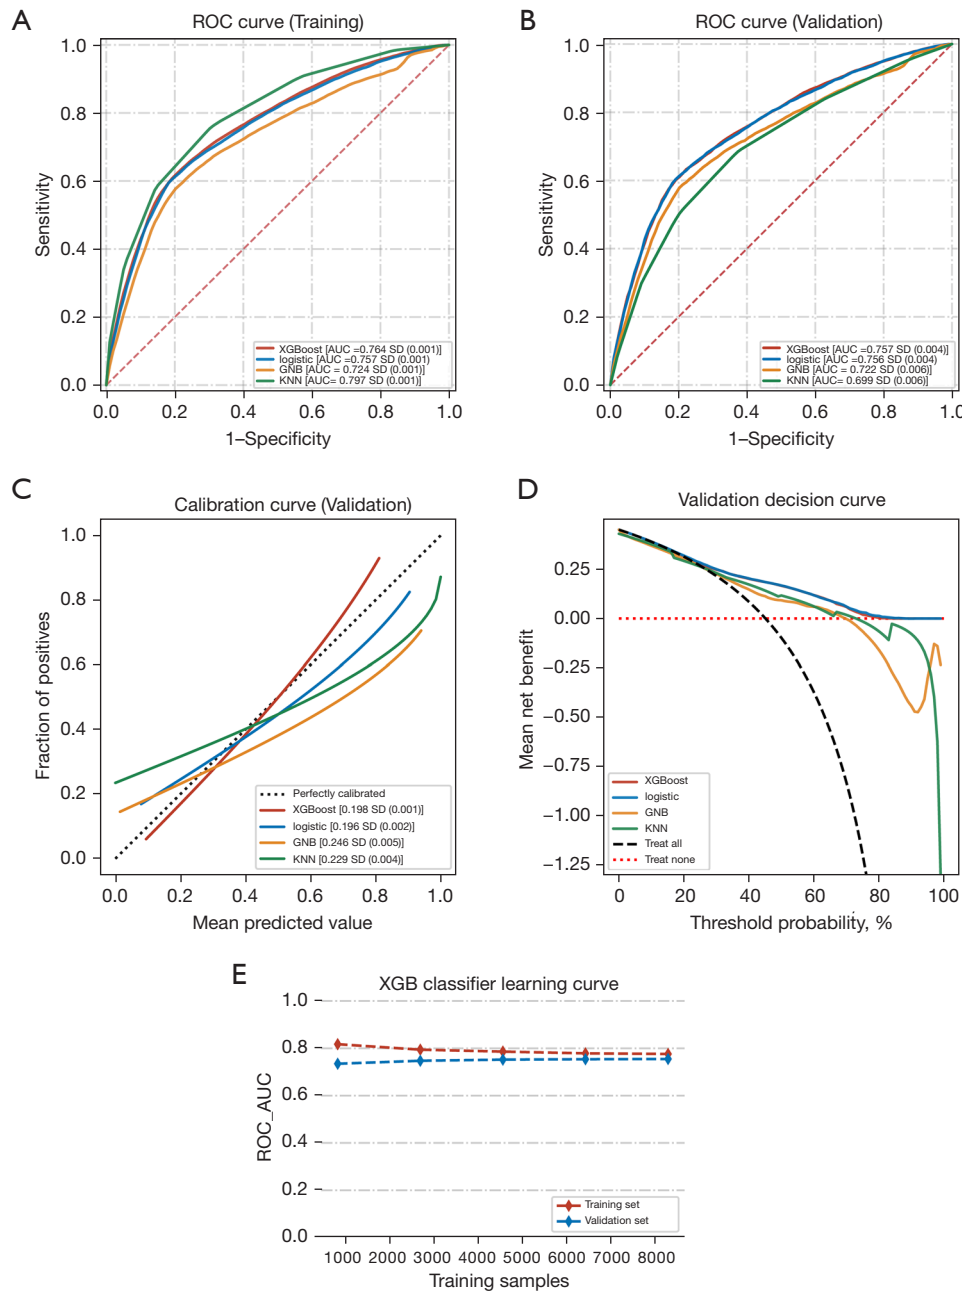 A
ROC curve (Training)
1.0
0.8
0.6
0.4
0.2
0.0
Sensitivity
XGBoost [AUC =0.764 SD (0.001)]
logistic [AUC =0.757 SD (0.001)
GNB [AUC = 0.724 SD (0.001)]
KNN [AUC= 0.797 SD (0.001)]
0.0 0.2 0.4 0.6 0.8 1.0
1–Specificity
B
ROC curve (Validation)
1.0
0.8
0.6
0.4
0.2
0.0
Sensitivity
XGBoost [AUC =0.757 SD (0.004)]
logistic [AUC =0.756 SD (0.004)
GNB [AUC = 0.722 SD (0.006)]
KNN [AUC= 0.699 SD (0.006)]
0.0 0.2 0.4 0.6 0.8 1.0
1–Specificity
C
Calibration curve (Validation)
1.0
0.8
0.6
0.4
0.2
0.0
Fraction of positives
Perfectly calibrated
XGBoost [0.198 SD (0.001)]
logistic [0.196 SD (0.002)]
GNB [0.246 SD (0.005)]
KNN [0.229 SD (0.004)]
0.0 0.2 0.4 0.6 0.8 1.0
Mean predicted value
D
Validation decision curve
0.25
0.00
−0.25
−0.50
−0.75
−1.00
−1.25
Mean net benefit
XGBoost
logistic
GNB
KNN
Treat all
Treat none
0 20 40 60 80 100
Threshold probability, %
E
XGB classifier learning curve
1.0
0.8
0.6
0.4
0.2
0.0
ROC_AUC
Training set
Validation set
1000 2000 3000 4000 5000 6000 7000 8000
Training samples